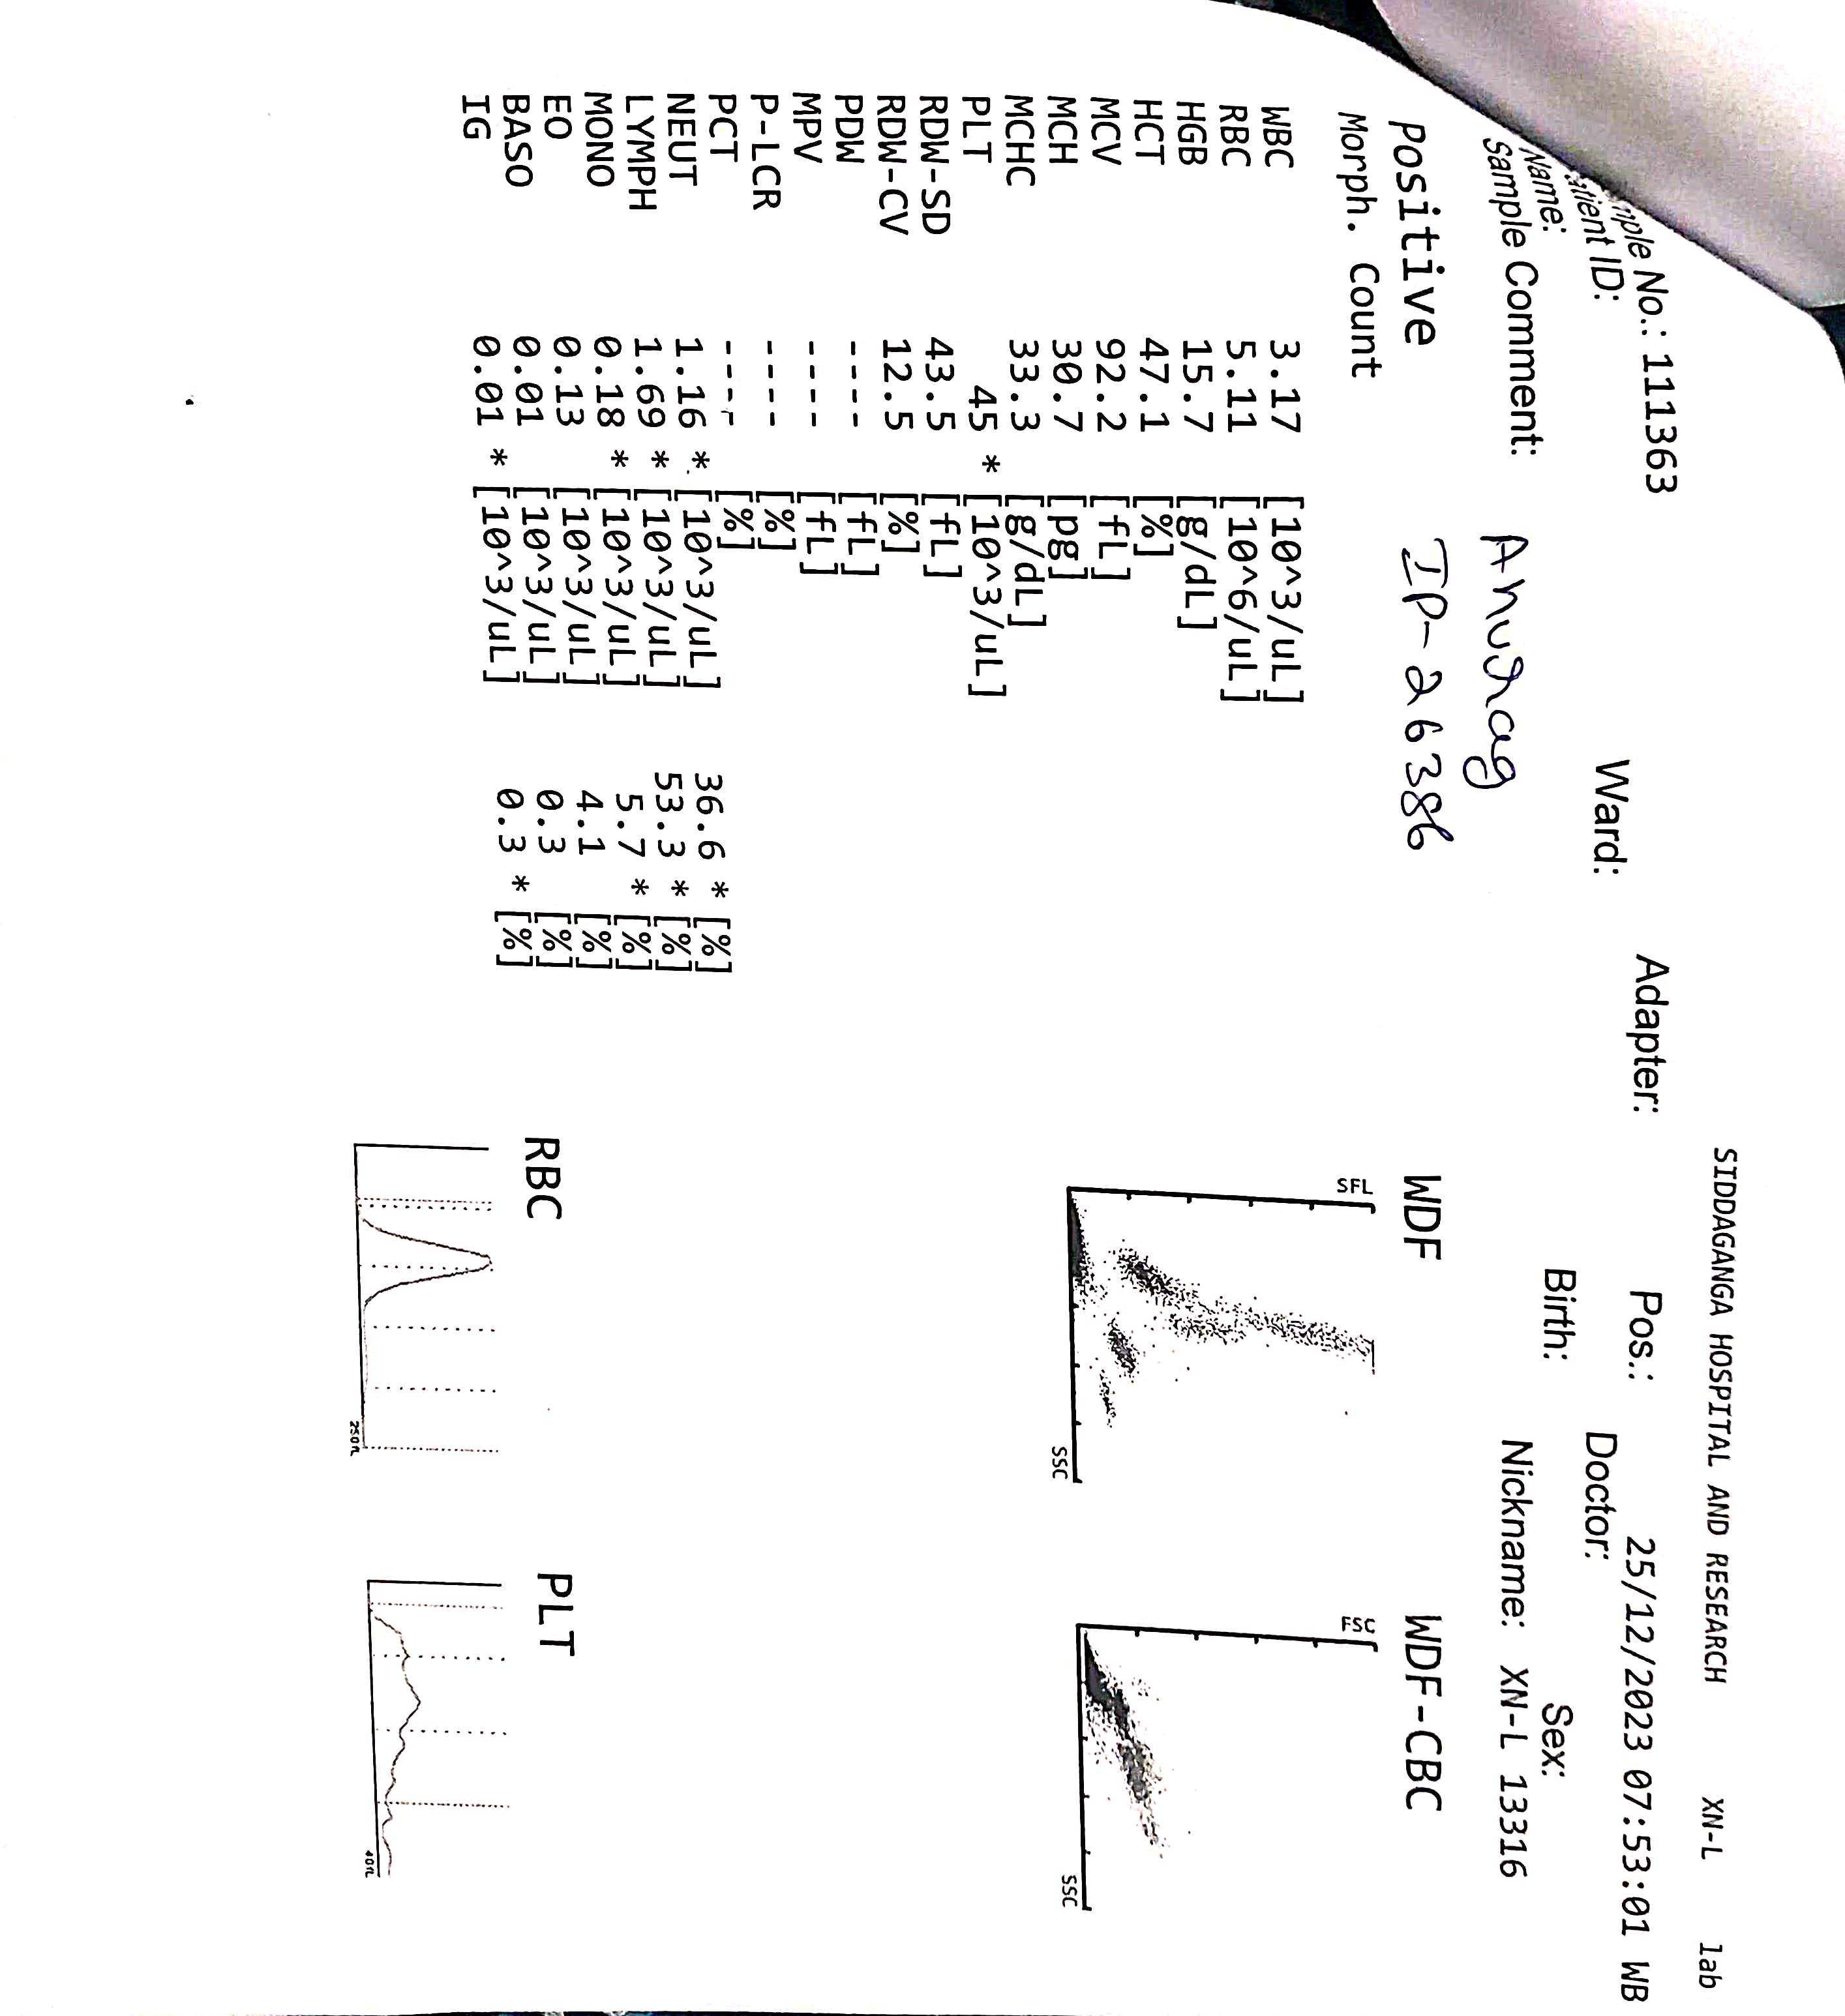 SIDDAGANGA HOSPITAL AND RESEARCH XN-L lab
mple No.: 111363 Adapter: Pos.: 25/12/2023 07:53:01 WB
tient ID: Ward: Doctor:
Name: Birth: Sex:
Sample Comment: Nickname: XN-L 13316
Anurag
IP-26386
Positive
Morph. Count
WDF WDF-CBC
SFL SSC
FSC SSC
WBC 3.17 [10^3/uL]
RBC 5.11 [10^6/uL]
HGB 15.7 [g/dL]
HCT 47.1 [%]
MCV 92.2 [fL]
MCH 30.7 [pg]
MCHC 33.3 [g/dL]
PLT 45 * [10^3/uL]
RDW-SD 43.5 [fL]
RDW-CV 12.5 [%]
PDW ---- [fL]
MPV ---- [fL]
P-LCR ---- [%]
PCT ---- [%]
NEUT 1.16 * [10^3/uL] 36.6 * [%]
LYMPH 1.69 * [10^3/uL] 53.3 * [%]
MONO 0.18 * [10^3/uL] 5.7 * [%]
EO 0.13 [10^3/uL] 4.1 [%]
BASO 0.01 [10^3/uL] 0.3 [%]
IG 0.01 * [10^3/uL] 0.3 * [%]
RBC PLT
250fL 40fL